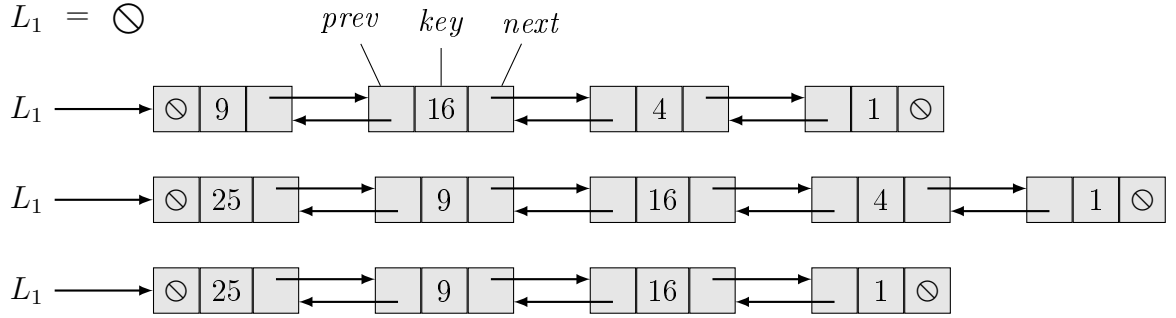 L₁ = ⃠
prev key next
L₁ 9 16 4 1
L₁ 25 9 16 4 1
L₁ 25 9 16 1